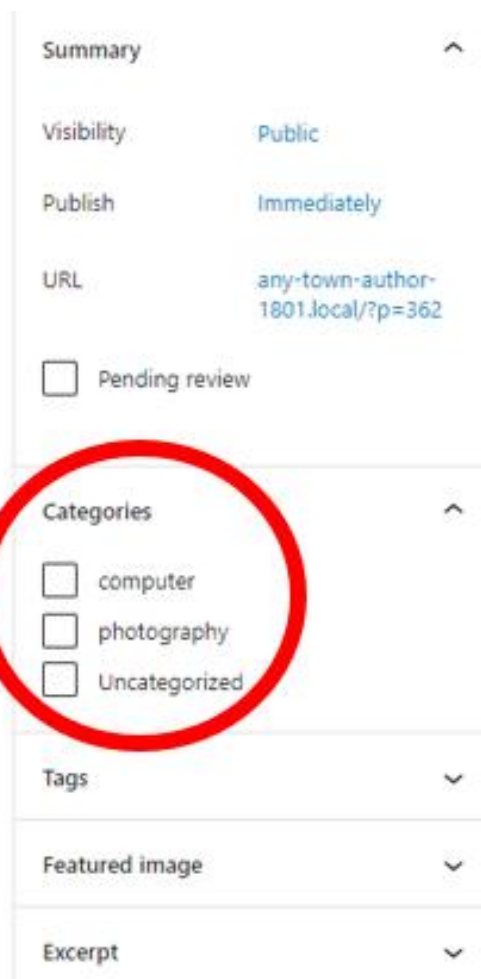 Summary
Visibility Public
Publish Immediately
URL any-town-author-
1801.local/?p=362
Pending review
Categories
computer
photography
Uncategorized
Tags
Featured image
Excerpt